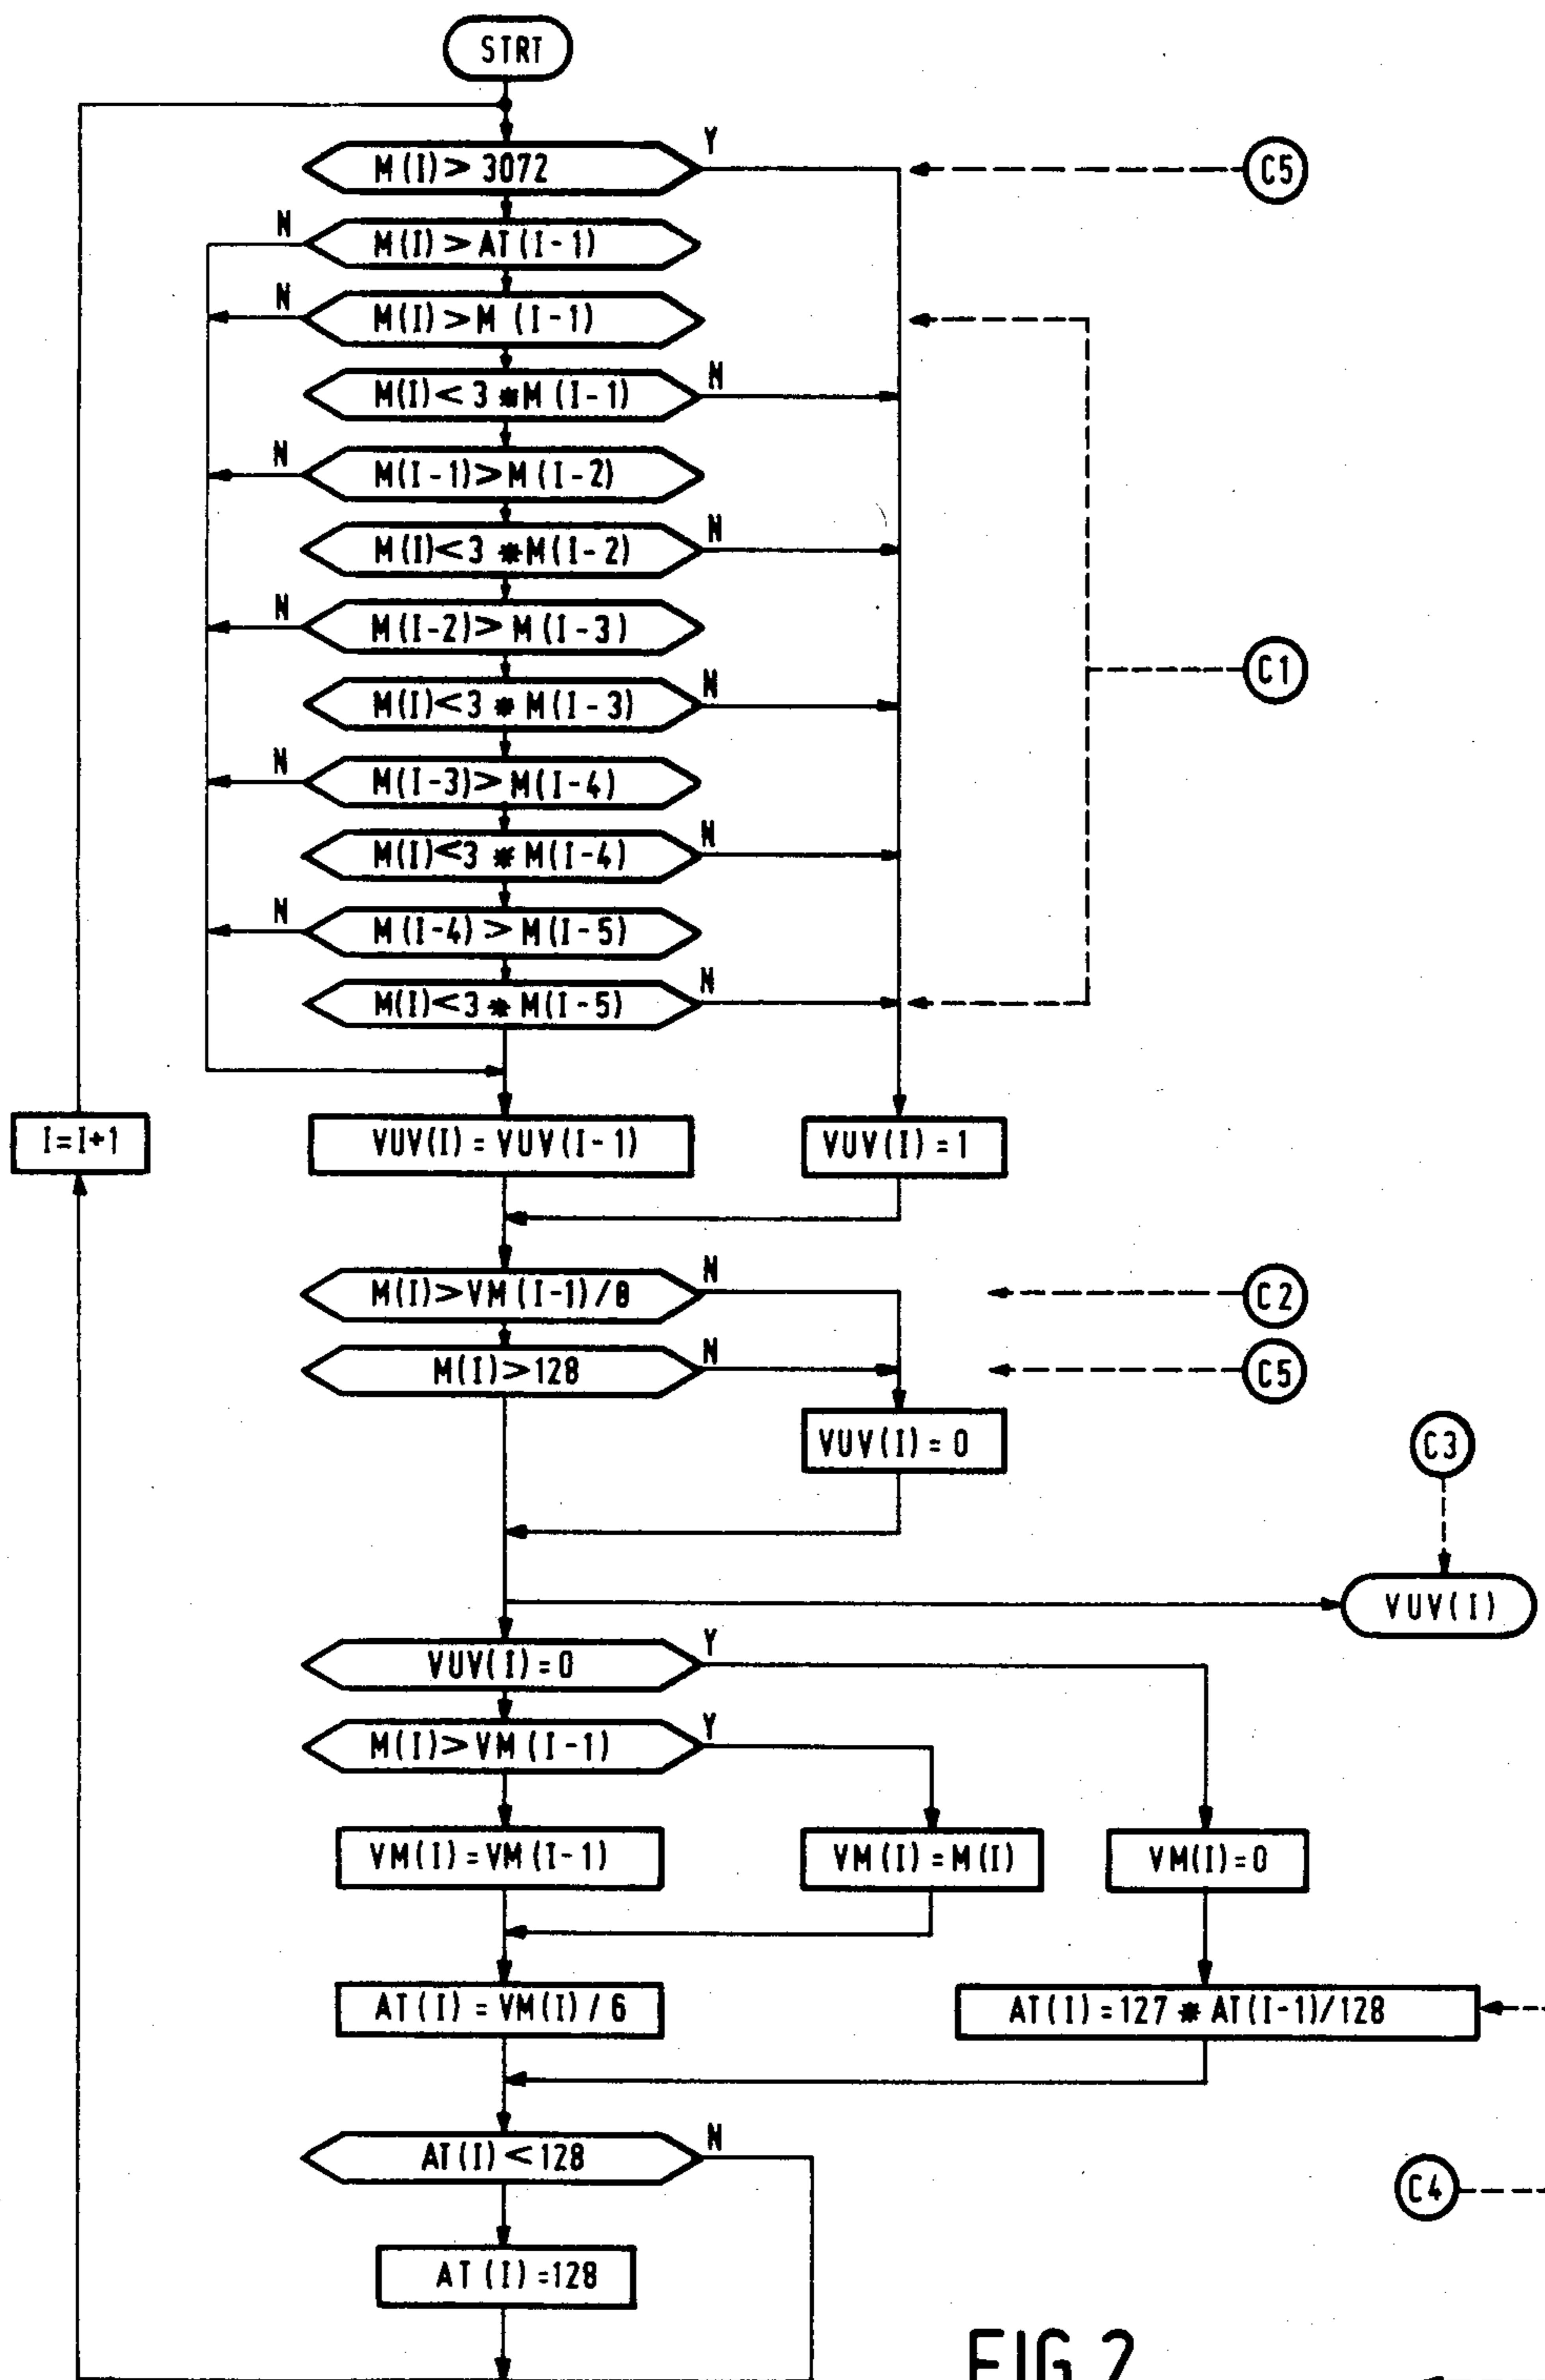 STRT
Y
M(I) > 3072
C5
N
M(I) > AT(I-1)
N
M(I) > M (I-1)
M(I) < 3 * M (I-1)
N
N
M(I-1) > M (I-2)
M(I) < 3 * M(I-2)
N
N
M(I-2) > M(I-3)
C1
M(I) < 3 * M(I-3)
N
N
M(I-3) > M(I-4)
M(I) < 3 * M(I-4)
N
N
M(I-4) > M(I-5)
M(I) < 3 * M(I-5)
N
I = I+1
VUV(I) = VUV(I-1)
VUV(I) = 1
M(I) > VM (I-1)/8
N
C2
M(I) > 128
N
C5
VUV(I) = 0
C3
VUV(I)
VUV(I) = 0
Y
M(I) > VM (I-1)
Y
VM(I) = VM (I-1)
VM (I) = M(I)
VM(I) = 0
AT(I) = VM(I) / 6
AT(I) = 127 * AT(I-1)/128
AT(I) < 128
N
C4
AT (I) = 128
FIG. 2